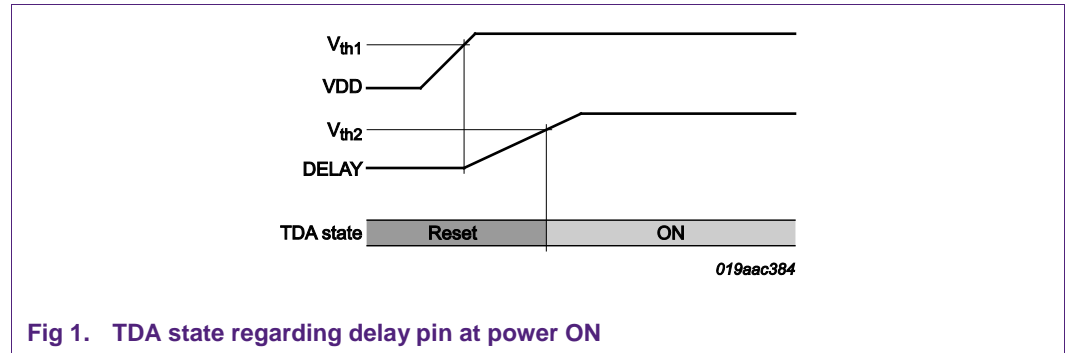 Vth1
VDD
Vth2
DELAY
TDA state Reset ON
019aac384
Fig 1. TDA state regarding delay pin at power ON